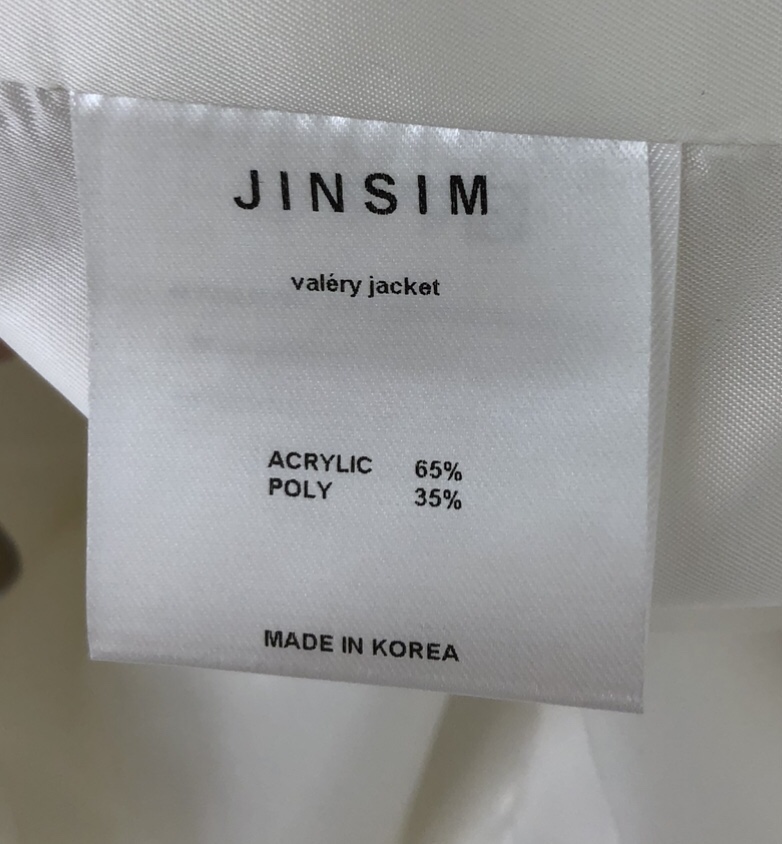 JINSIM
valéry jacket
ACRYLIC 65%
POLY 35%
MADE IN KOREA